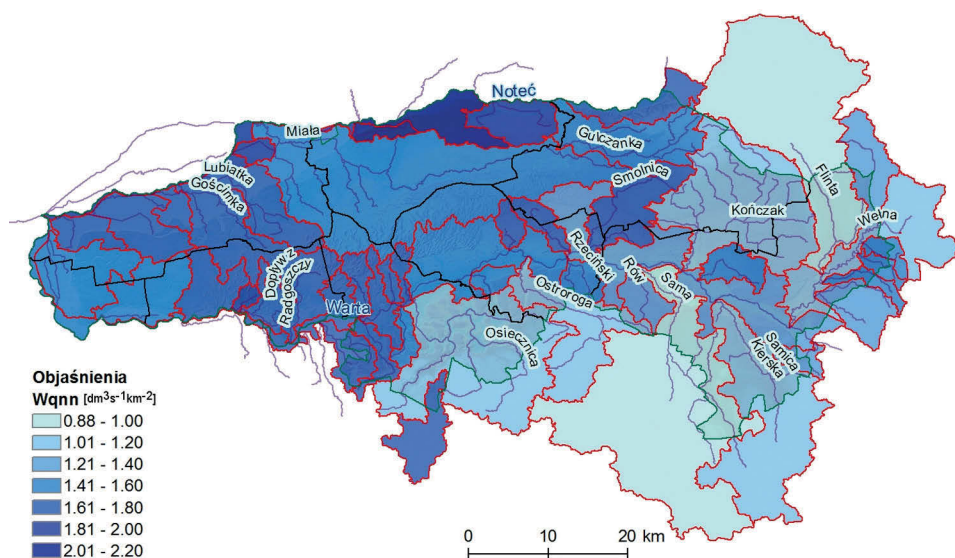 Noteć
Miała
Gulczanka
Lubiatka
Gośćimka
Smolnica
Flinta
Kończak
Wełna
Dopływ z
Radgoszczy
Rzeciński
Rów
Sama
Warta
Ostroroga
Osiecznica
Samica
Kierska
Objaśnienia
Wqnn [dm³s⁻¹km⁻²]
0.88 - 1.00
1.01 - 1.20
1.21 - 1.40
1.41 - 1.60
1.61 - 1.80
1.81 - 2.00
2.01 - 2.20
0 10 20 km